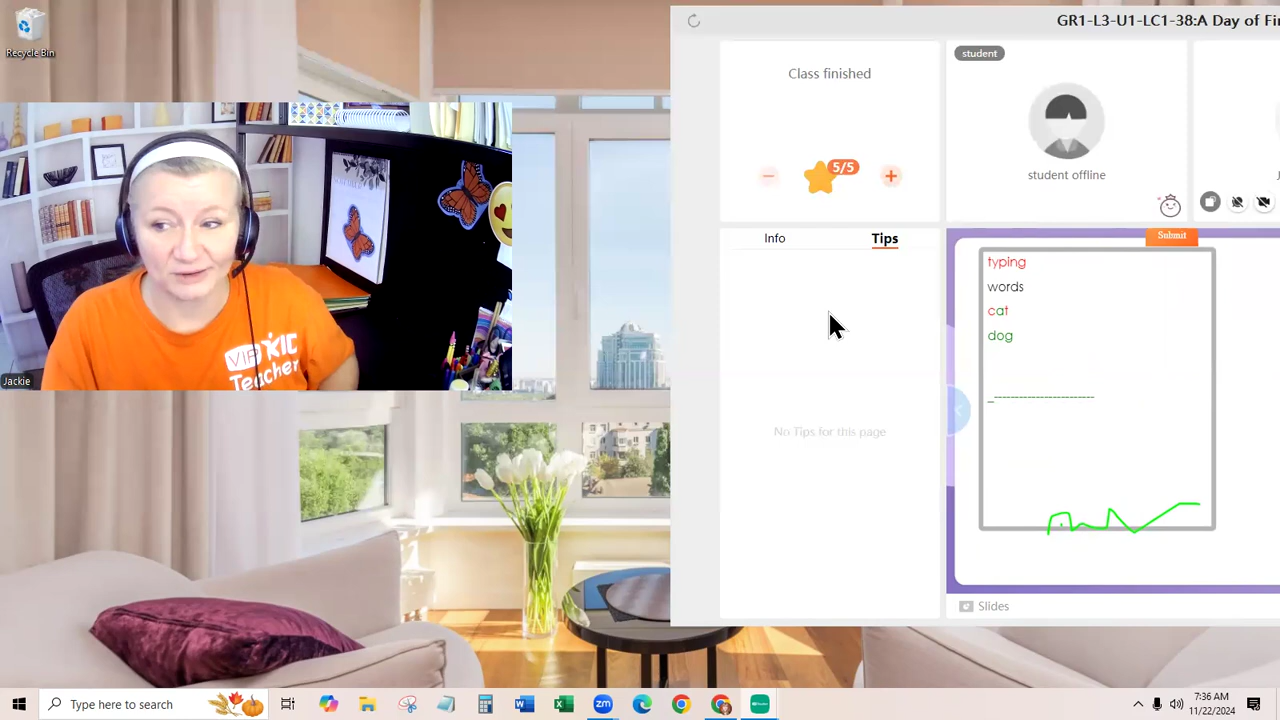 Recycle Bin
GR1-L3-U1-LC1-38:A Day of Fi
Class finished
5/5
student
student offline
Info
Tips
No Tips for this page
Submit
typing
words
cat
dog
_------------------------
Slides
VIPKID
Teacher
Jackie
Type here to search
7:36 AM
11/22/2024